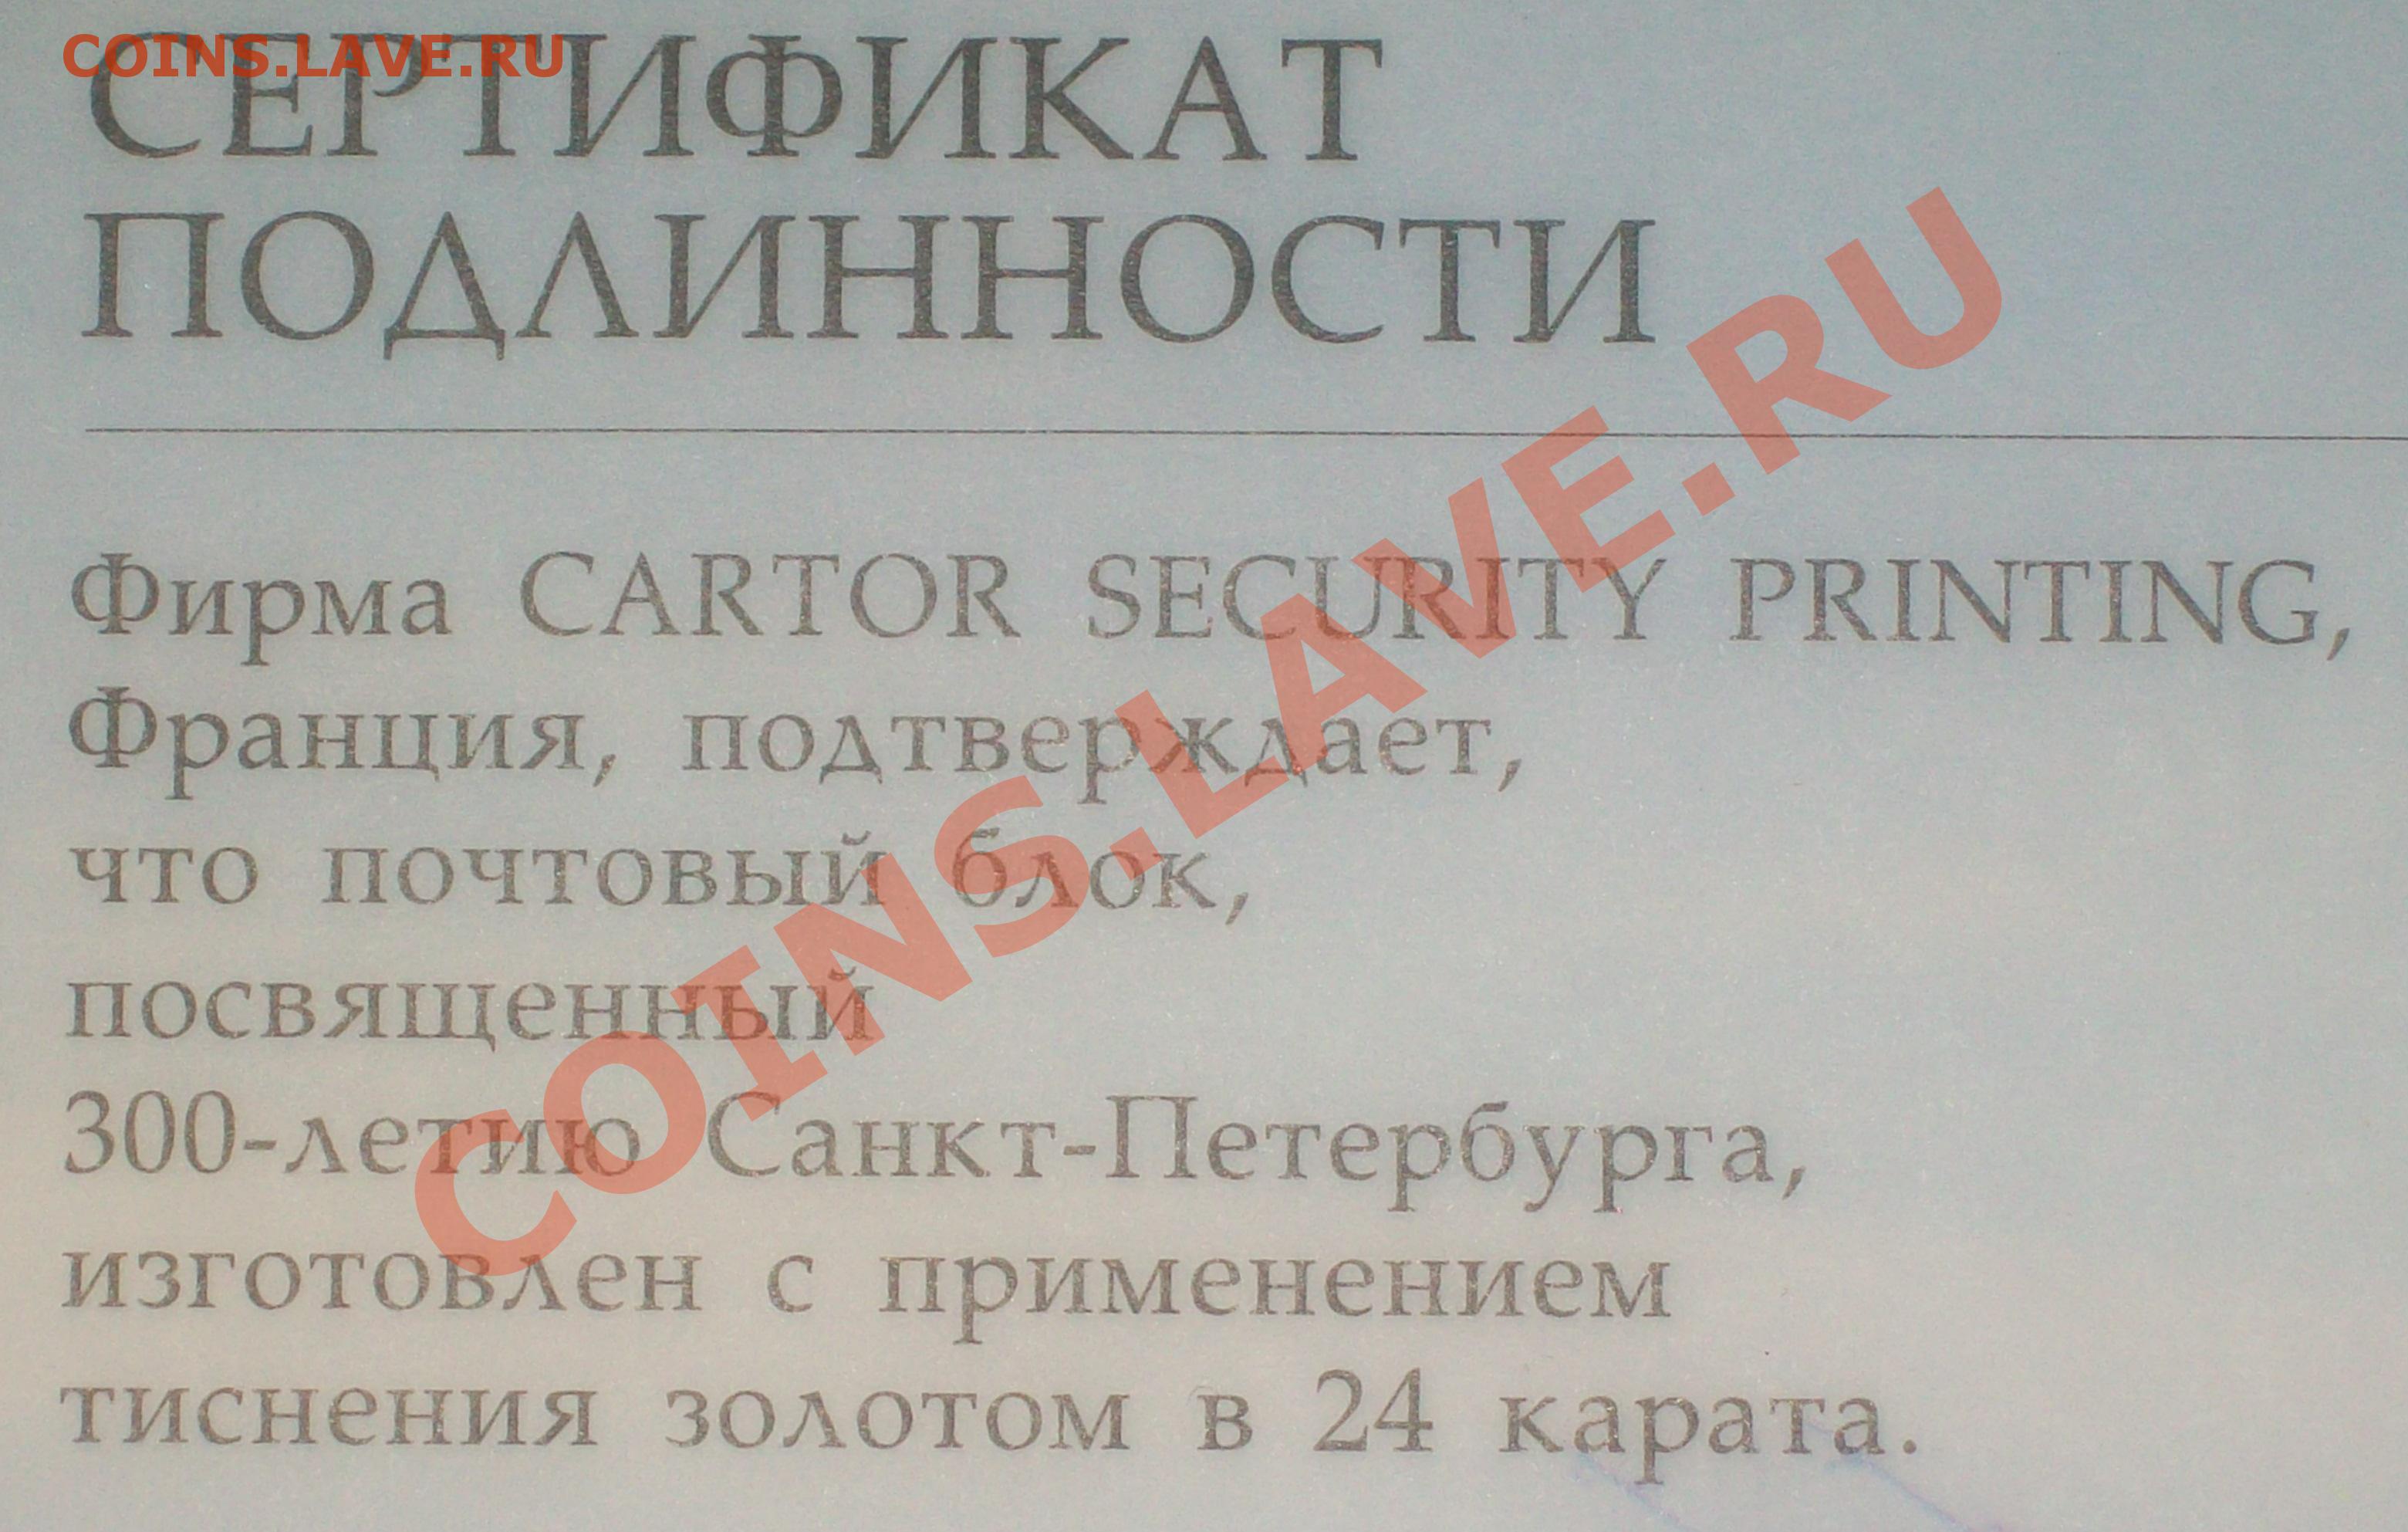 COINS.LAVE.RU
СЕРТИФИКАТ
ПОДЛИННОСТИ
Фирма CARTOR SECURITY PRINTING,
Франция, подтверждает,
что почтовый блок,
посвященный
300-летию Санкт-Петербурга,
изготовлен с применением
тиснения золотом в 24 карата.
COINS.LAVE.RU